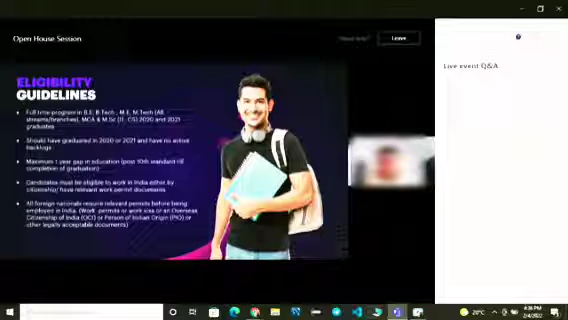 Open House Session
Need help?
Leave
Live event Q&A
ELIGIBILITY
GUIDELINES
Full time program in B.E, B.Tech , M.E, M.Tech (All
streams/branches), MCA & M.Sc (IT, CS) 2020 and 2021
graduates
Should have graduated in 2020 or 2021 and have no active
backlogs
Maximum 1 year gap in education (post 10th standard till
completion of graduation)
Candidates must be eligible to work in India either by
citizenship/ have relevant work permit documents
All foreign nationals require relevant permits before being
employed in India. (Work permits or work visa or an Overseas
Citizenship of India (OCI) or Person of Indian Origin (PIO) or
other legally acceptable documents)
20°C
4:36 PM
2/4/2022